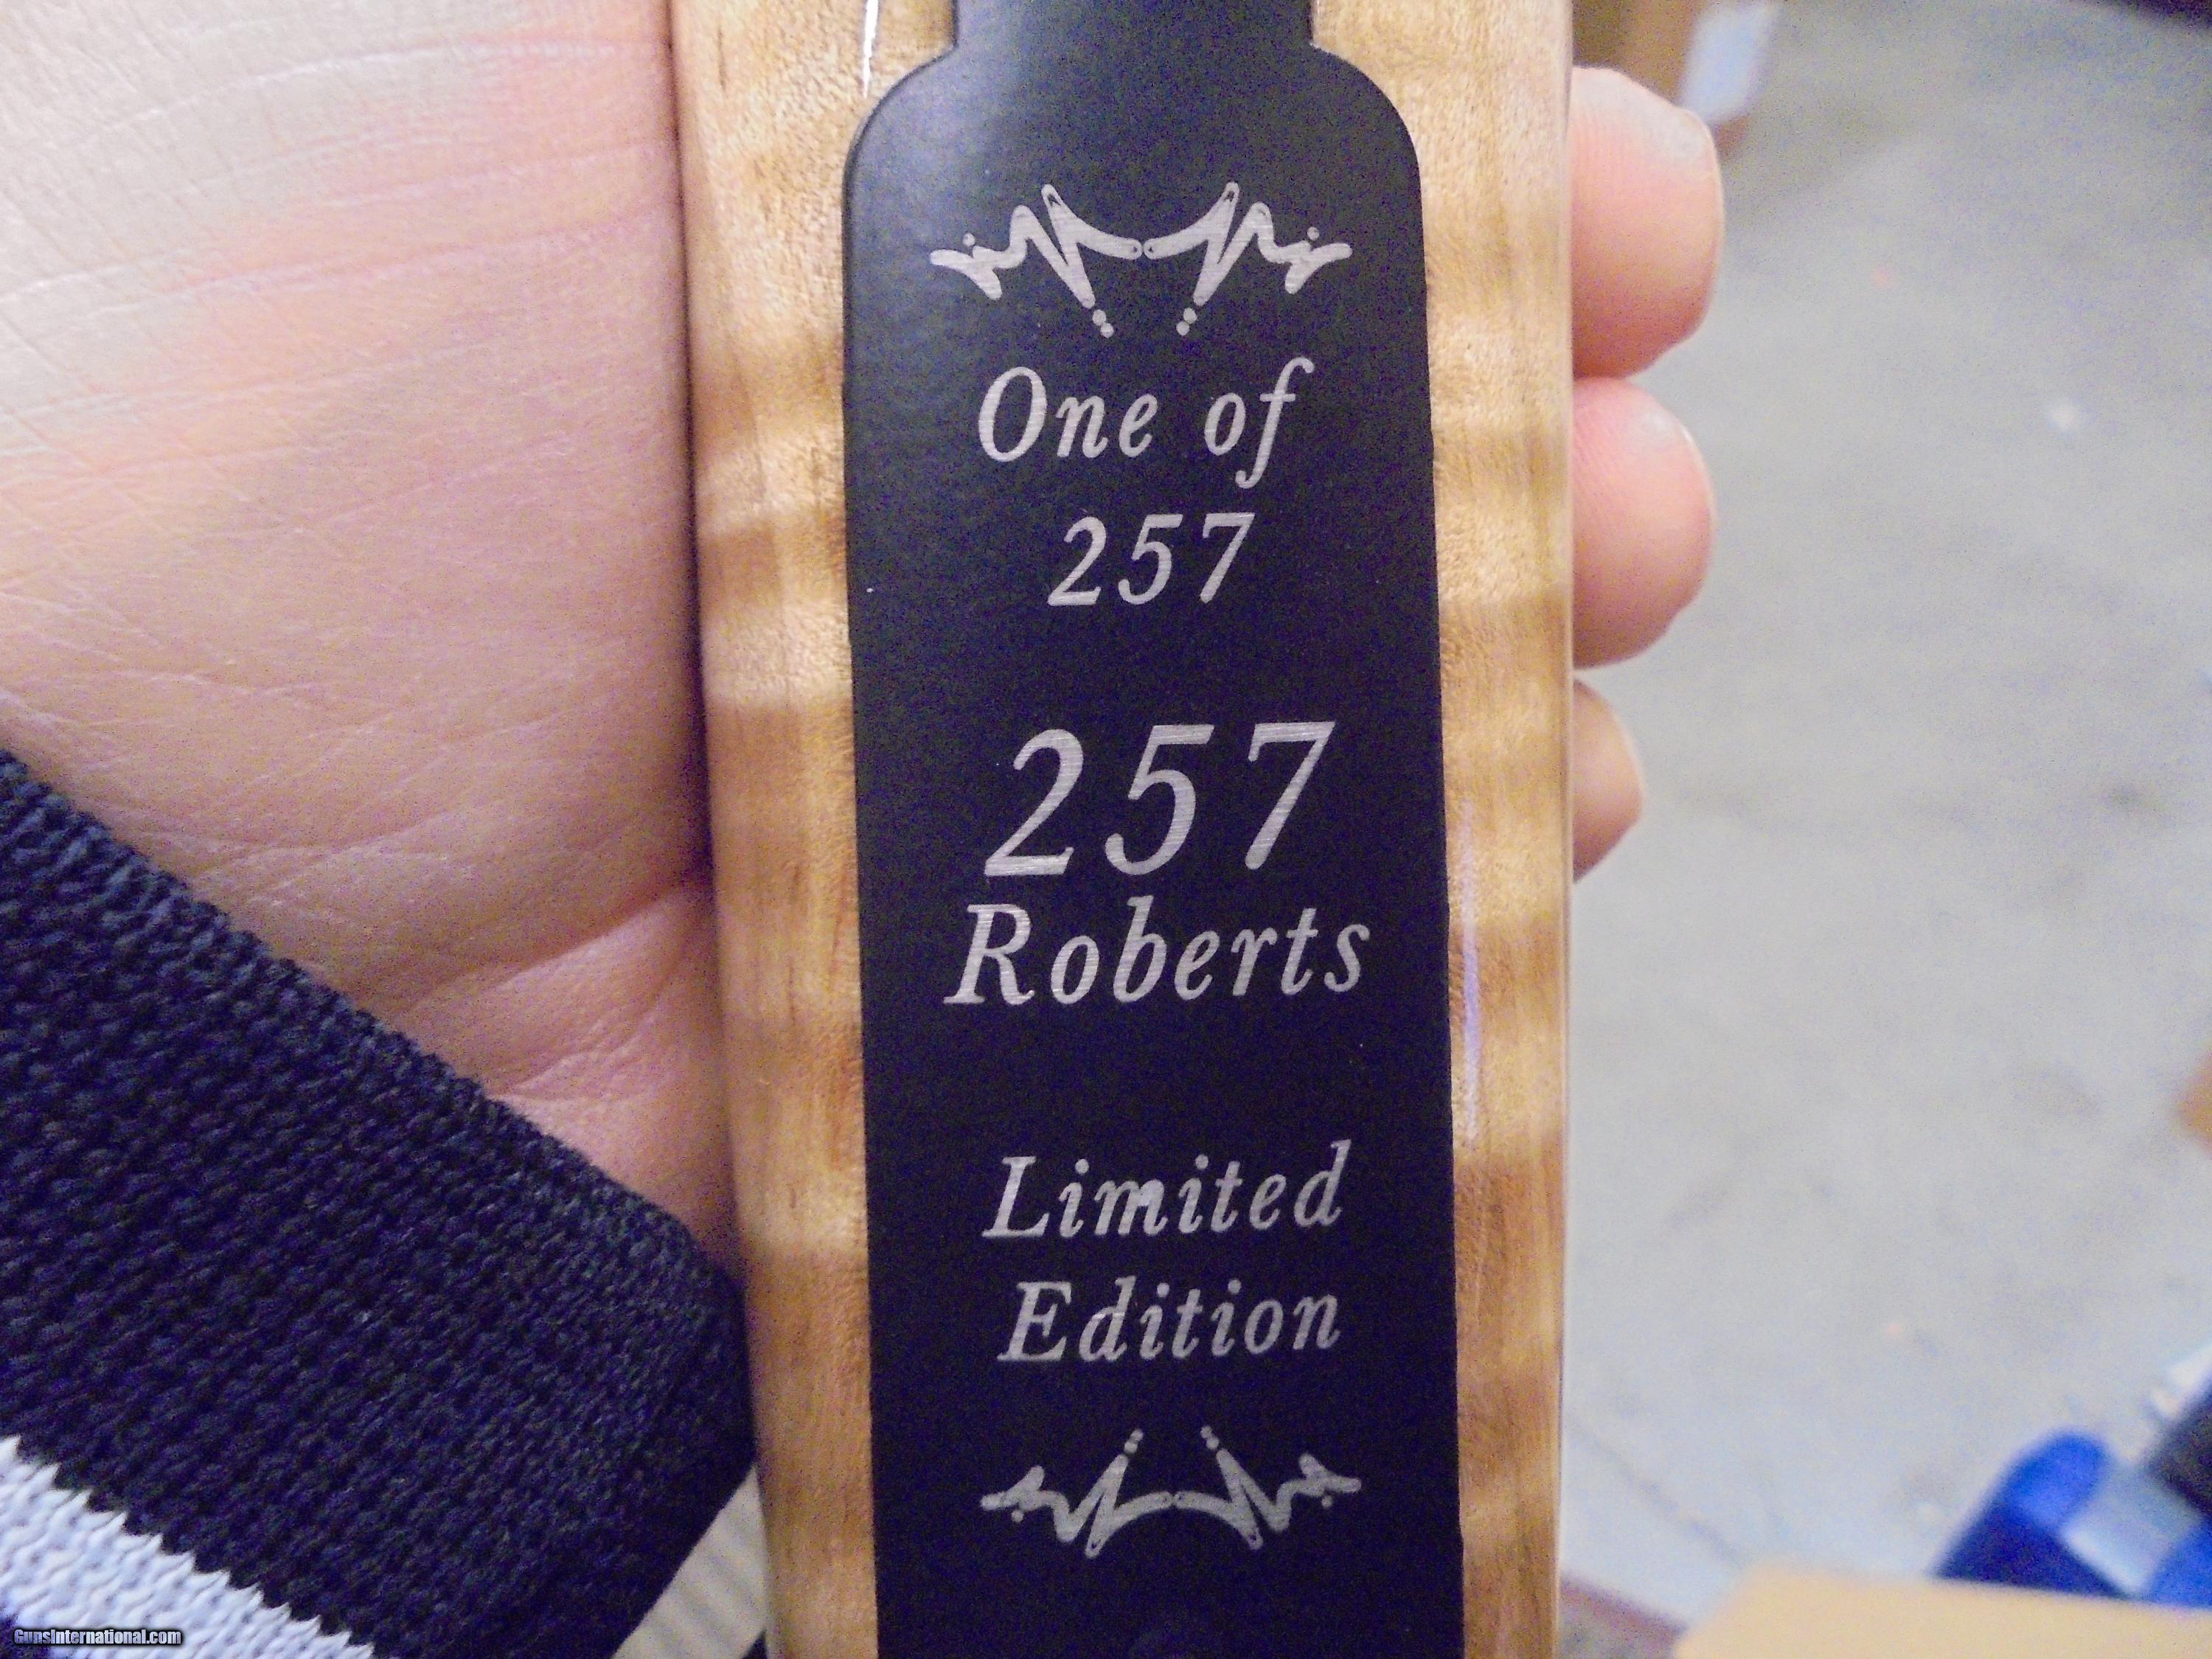 One of
257
257
Roberts
Limited
Edition
GunsInternational.com